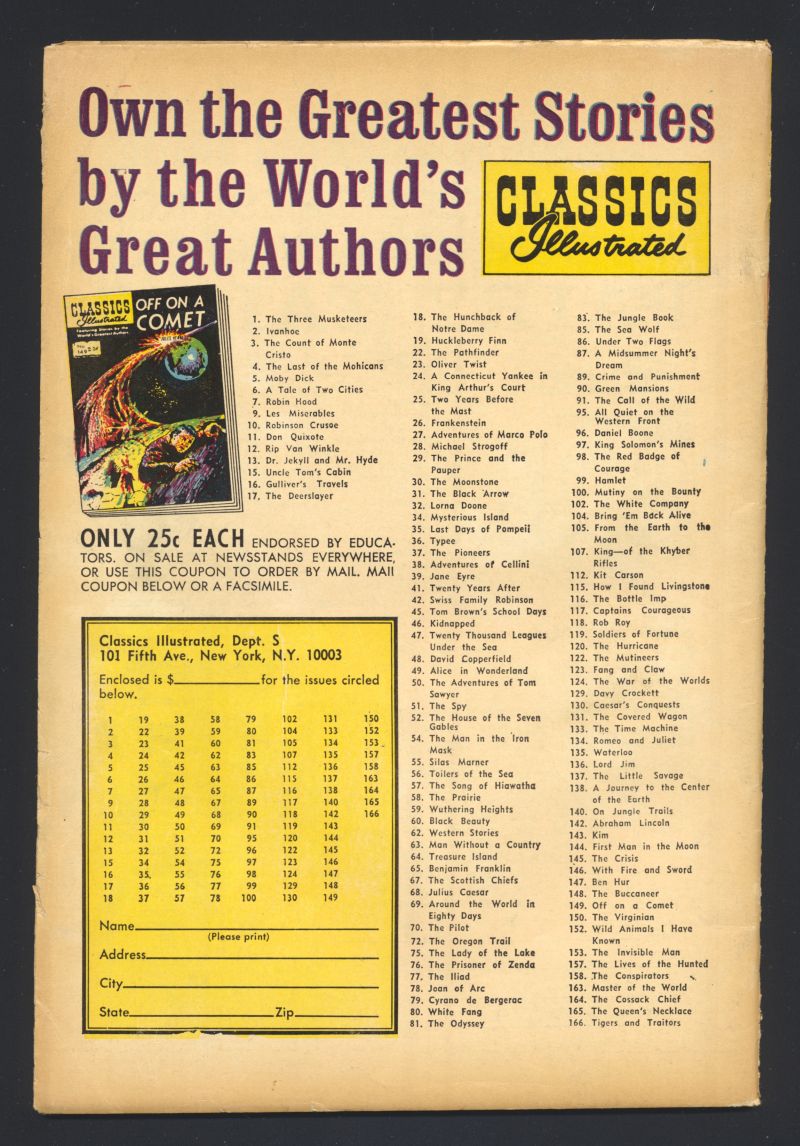 Own the Greatest Stories
by the World's
Great Authors
CLASSICS
Illustrated
CLASSICS
Illustrated
Featuring Stories by the
World's Greatest Authors
No.
149
OFF ON A
COMET
1. The Three Musketeers
2. Ivanhoe
3. The Count of Monte
Cristo
4. The Last of the Mohicans
5. Moby Dick
6. A Tale of Two Cities
7. Robin Hood
9. Les Miserables
10. Robinson Crusoe
11. Don Quixote
12. Rip Van Winkle
13. Dr. Jekyll and Mr. Hyde
15. Uncle Tom's Cabin
16. Gulliver's Travels
17. The Deerslayer
ONLY 25c EACH ENDORSED BY EDUCA-
TORS. ON SALE AT NEWSSTANDS EVERYWHERE,
OR USE THIS COUPON TO ORDER BY MAIL. MAIL
COUPON BELOW OR A FACSIMILE.
Classics Illustrated, Dept. S
101 Fifth Ave., New York, N.Y. 10003
Enclosed is $ for the issues circled
below.
1 19 38 58 79 102 131 150
2 22 39 59 80 104 133 152
3 23 41 60 81 105 134 153
4 24 42 62 83 107 135 157
5 25 45 63 85 112 136 158
6 26 46 64 86 115 137 163
7 27 47 65 87 116 138 164
9 28 48 67 89 117 140 165
10 29 49 68 90 118 142 166
11 30 50 69 91 119 143
12 31 51 70 95 120 144
13 32 52 72 96 122 145
15 34 54 75 97 123 146
16 35 55 76 98 124 147
17 36 56 77 99 129 148
18 37 57 78 100 130 149
Name
(Please print)
Address
City
State Zip
18. The Hunchback of
Notre Dame
19. Huckleberry Finn
22. The Pathfinder
23. Oliver Twist
24. A Connecticut Yankee in
King Arthur's Court
25. Two Years Before
the Mast
26. Frankenstein
27. Adventures of Marco Polo
28. Michael Strogoff
29. The Prince and the
Pauper
30. The Moonstone
31. The Black Arrow
32. Lorna Doone
34. Mysterious Island
35. Last Days of Pompeii
36. Typee
37. The Pioneers
38. Adventures of Cellini
39. Jane Eyre
41. Twenty Years After
42. Swiss Family Robinson
45. Tom Brown's School Days
46. Kidnapped
47. Twenty Thousand Leagues
Under the Sea
48. David Copperfield
49. Alice in Wonderland
50. The Adventures of Tom
Sawyer
51. The Spy
52. The House of the Seven
Gables
54. The Man in the Iron
Mask
55. Silas Marner
56. Toilers of the Sea
57. The Song of Hiawatha
58. The Prairie
59. Wuthering Heights
60. Black Beauty
62. Western Stories
63. Man Without a Country
64. Treasure Island
65. Benjamin Franklin
67. The Scottish Chiefs
68. Julius Caesar
69. Around the World in
Eighty Days
70. The Pilot
72. The Oregon Trail
75. The Lady of the Lake
76. The Prisoner of Zenda
77. The Iliad
78. Joan of Arc
79. Cyrano de Bergerac
80. White Fang
81. The Odyssey
83. The Jungle Book
85. The Sea Wolf
86. Under Two Flags
87. A Midsummer Night's
Dream
89. Crime and Punishment
90. Green Mansions
91. The Call of the Wild
95. All Quiet on the
Western Front
96. Daniel Boone
97. King Solomon's Mines
98. The Red Badge of
Courage
99. Hamlet
100. Mutiny on the Bounty
102. The White Company
104. Bring 'Em Back Alive
105. From the Earth to the
Moon
107. King—of the Khyber
Rifles
112. Kit Carson
115. How I Found Livingstone
116. The Bottle Imp
117. Captains Courageous
118. Rob Roy
119. Soldiers of Fortune
120. The Hurricane
122. The Mutineers
123. Fang and Claw
124. The War of the Worlds
129. Davy Crockett
130. Caesar's Conquests
131. The Covered Wagon
133. The Time Machine
134. Romeo and Juliet
135. Waterloo
136. Lord Jim
137. The Little Savage
138. A Journey to the Center
of the Earth
140. On Jungle Trails
142. Abraham Lincoln
143. Kim
144. First Man in the Moon
145. The Crisis
146. With Fire and Sword
147. Ben Hur
148. The Buccaneer
149. Off on a Comet
150. The Virginian
152. Wild Animals I Have
Known
153. The Invisible Man
157. The Lives of the Hunted
158. The Conspirators
163. Master of the World
164. The Cossack Chief
165. The Queen's Necklace
166. Tigers and Traitors